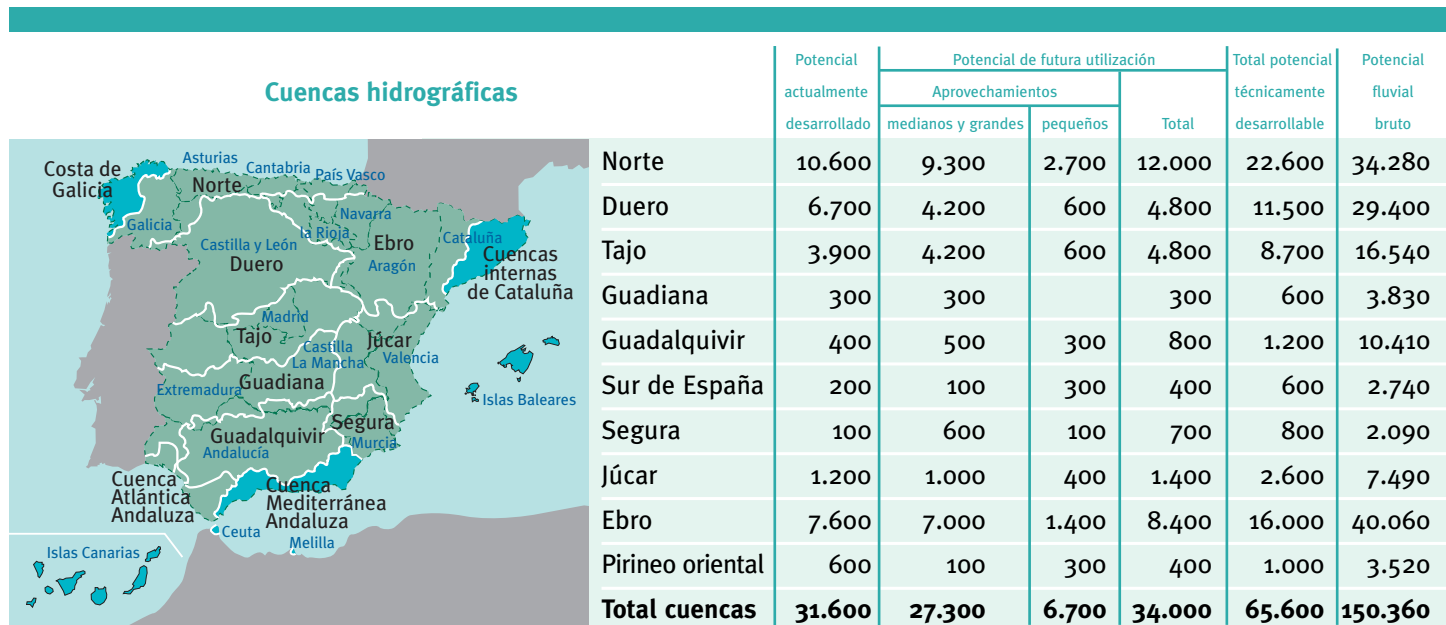 Cuencas hidrográficas
Potencial
actualmente
desarrollado
Potencial de futura utilización
Aprovechamientos
medianos y grandes
pequeños
Total
Total potencial
técnicamente
desarrollable
Potencial
fluvial
bruto
Costa de
Galicia
Asturias
Cantabria
País Vasco
Norte
Galicia
Navarra
la Rioja
Castilla y León
Duero
Ebro
Aragón
Cataluña
Cuencas
internas
de Cataluña
Madrid
Tajo
Castilla
La Mancha
Júcar
Valencia
Extremadura
Guadiana
Islas Baleares
Segura
Murcia
Guadalquivir
Andalucía
Cuenca
Atlántica
Andaluza
Cuenca
Mediterránea
Andaluza
Ceuta
Melilla
Islas Canarias
Norte 10.600 9.300 2.700 12.000 22.600 34.280
Duero 6.700 4.200 600 4.800 11.500 29.400
Tajo 3.900 4.200 600 4.800 8.700 16.540
Guadiana 300 300 300 600 3.830
Guadalquivir 400 500 300 800 1.200 10.410
Sur de España 200 100 300 400 600 2.740
Segura 100 600 100 700 800 2.090
Júcar 1.200 1.000 400 1.400 2.600 7.490
Ebro 7.600 7.000 1.400 8.400 16.000 40.060
Pirineo oriental 600 100 300 400 1.000 3.520
Total cuencas 31.600 27.300 6.700 34.000 65.600 150.360